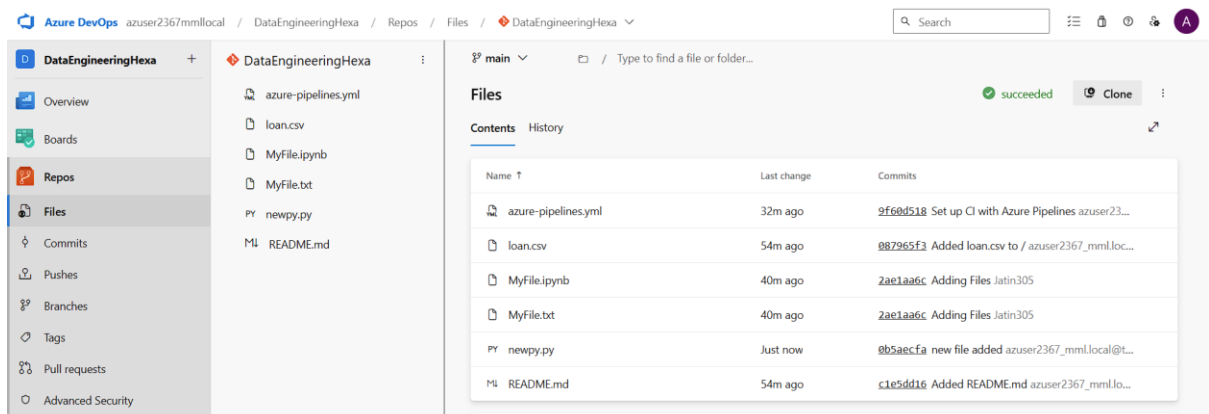 Azure DevOps azuser2367mmllocal / DataEngineeringHexa / Repos / Files / DataEngineeringHexa
Search
A
D DataEngineeringHexa +
Overview
Boards
Repos
Files
Commits
Pushes
Branches
Tags
Pull requests
Advanced Security
DataEngineeringHexa
azure-pipelines.yml
loan.csv
MyFile.ipynb
MyFile.txt
PY newpy.py
M↓ README.md
main / Type to find a file or folder...
Files
succeeded Clone
Contents History
Name ↑ Last change Commits
azure-pipelines.yml 32m ago 9f60d518 Set up CI with Azure Pipelines azuser23...
loan.csv 54m ago 087965f3 Added loan.csv to / azuser2367_mml.loc...
MyFile.ipynb 40m ago 2ae1aa6c Adding Files Jatin305
MyFile.txt 40m ago 2ae1aa6c Adding Files Jatin305
PY newpy.py Just now 0b5aecfa new file added azuser2367_mml.local@t...
M↓ README.md 54m ago c1e5dd16 Added README.md azuser2367_mml.lo...